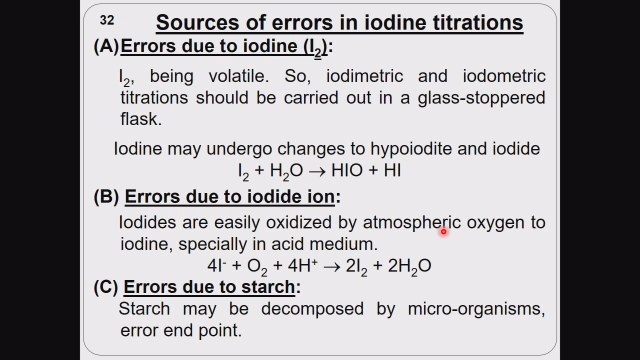 32
Sources of errors in iodine titrations
(A)Errors due to iodine (I₂):
I₂, being volatile. So, iodimetric and iodometric
titrations should be carried out in a glass-stoppered
flask.
Iodine may undergo changes to hypoiodite and iodide
I₂ + H₂O → HIO + HI
(B) Errors due to iodide ion:
Iodides are easily oxidized by atmospheric oxygen to
iodine, specially in acid medium.
4I⁻ + O₂ + 4H⁺ → 2I₂ + 2H₂O
(C) Errors due to starch:
Starch may be decomposed by micro-organisms,
error end point.